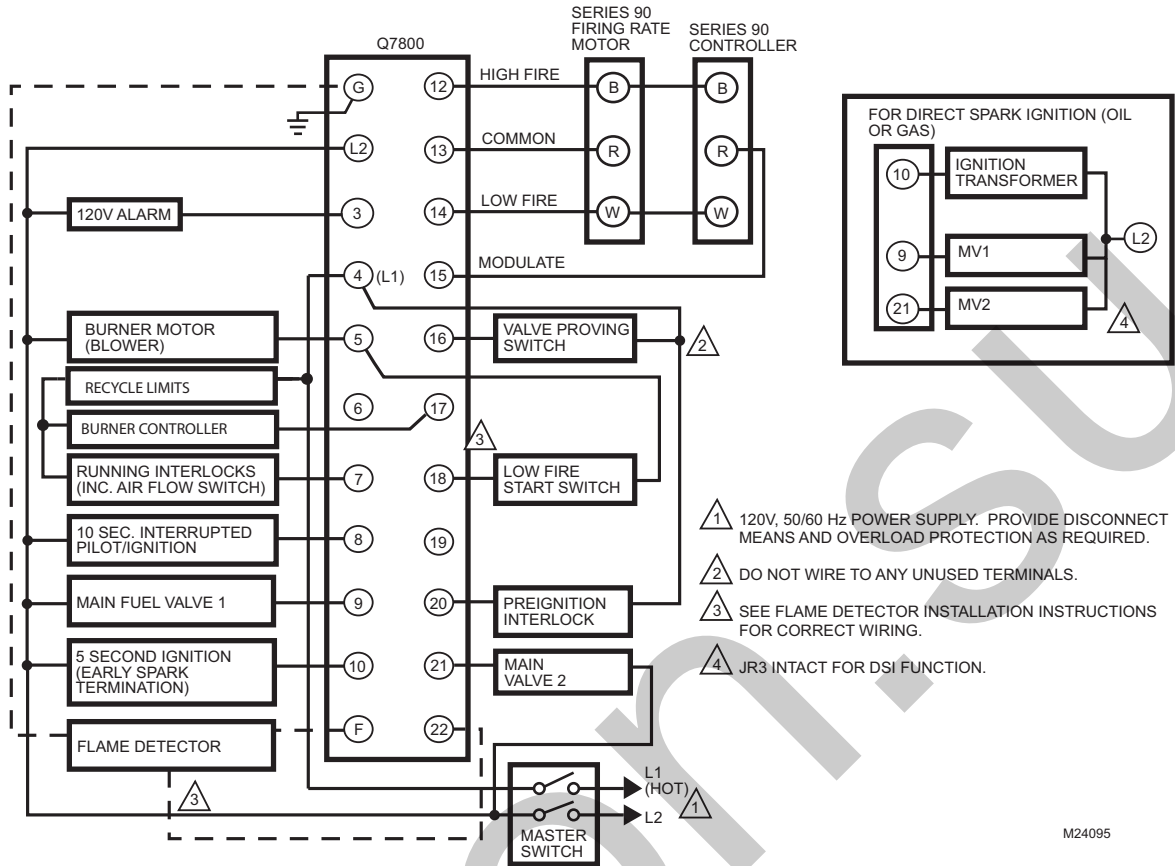 SERIES 90
FIRING RATE
MOTOR
SERIES 90
CONTROLLER
Q7800
G
12
HIGH FIRE
B
B
L2
13
COMMON
R
R
120V ALARM
3
14
LOW FIRE
W
W
4
(L1)
15
MODULATE
BURNER MOTOR
(BLOWER)
5
16
VALVE PROVING
SWITCH
2
RECYCLE LIMITS
6
17
BURNER CONTROLLER
3
RUNNING INTERLOCKS
(INC. AIR FLOW SWITCH)
7
18
LOW FIRE
START SWITCH
10 SEC. INTERRUPTED
PILOT/IGNITION
8
19
MAIN FUEL VALVE 1
9
20
PREIGNITION
INTERLOCK
5 SECOND IGNITION
(EARLY SPARK
TERMINATION)
10
21
MAIN
VALVE 2
FLAME DETECTOR
F
22
3
L1
(HOT)
1
L2
MASTER
SWITCH
FOR DIRECT SPARK IGNITION (OIL
OR GAS)
10
IGNITION
TRANSFORMER
L2
9
MV1
21
MV2
4
1 120V, 50/60 Hz POWER SUPPLY. PROVIDE DISCONNECT
MEANS AND OVERLOAD PROTECTION AS REQUIRED.
2 DO NOT WIRE TO ANY UNUSED TERMINALS.
3 SEE FLAME DETECTOR INSTALLATION INSTRUCTIONS
FOR CORRECT WIRING.
4 JR3 INTACT FOR DSI FUNCTION.
M24095